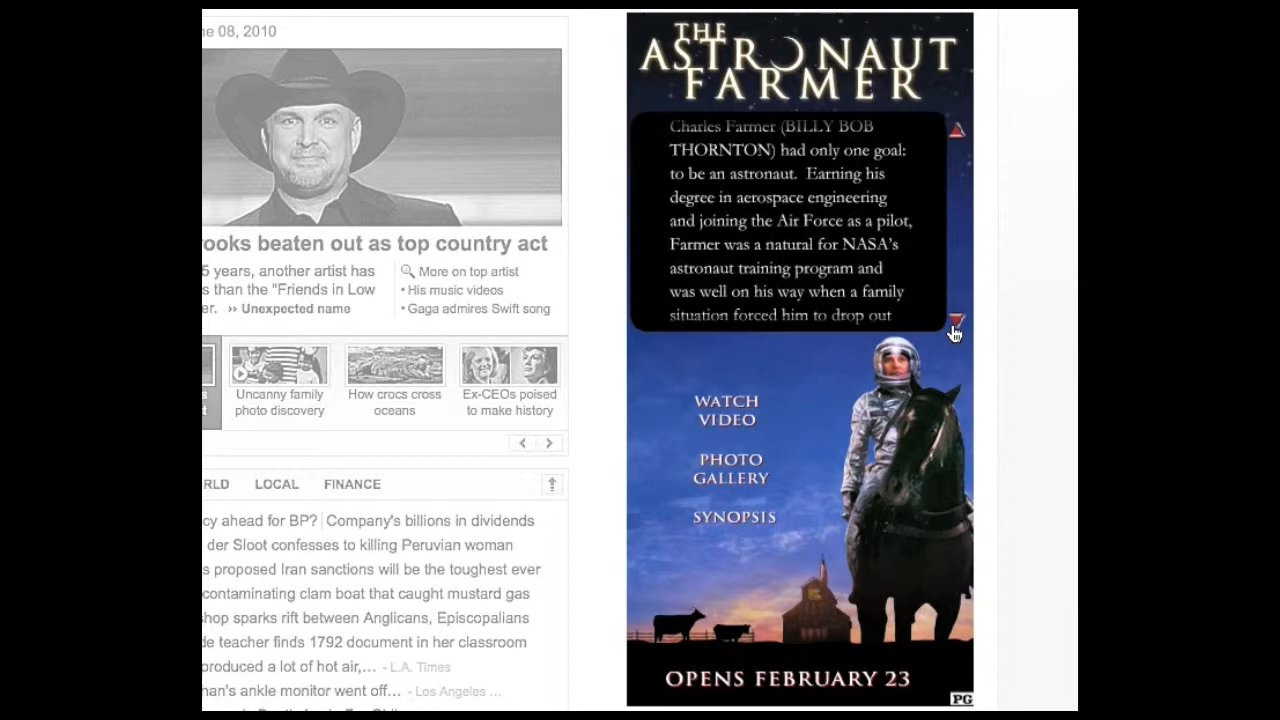 ne 08, 2010
rooks beaten out as top country act
5 years, another artist has
s than the "Friends in Low
er. ›› Unexpected name
More on top artist
• His music videos
• Gaga admires Swift song
Uncanny family
photo discovery
How crocs cross
oceans
Ex-CEOs poised
to make history
RLD LOCAL FINANCE
cy ahead for BP? | Company's billions in dividends
der Sloot confesses to killing Peruvian woman
s proposed Iran sanctions will be the toughest ever
contaminating clam boat that caught mustard gas
shop sparks rift between Anglicans, Episcopalians
de teacher finds 1792 document in her classroom
produced a lot of hot air,... - L.A. Times
han's ankle monitor went off... - Los Angeles ...
THE
ASTRONAUT
FARMER
Charles Farmer (BILLY BOB
THORNTON) had only one goal:
to be an astronaut. Earning his
degree in aerospace engineering
and joining the Air Force as a pilot,
Farmer was a natural for NASA's
astronaut training program and
was well on his way when a family
situation forced him to drop out
WATCH
VIDEO
PHOTO
GALLERY
SYNOPSIS
OPENS FEBRUARY 23
PG